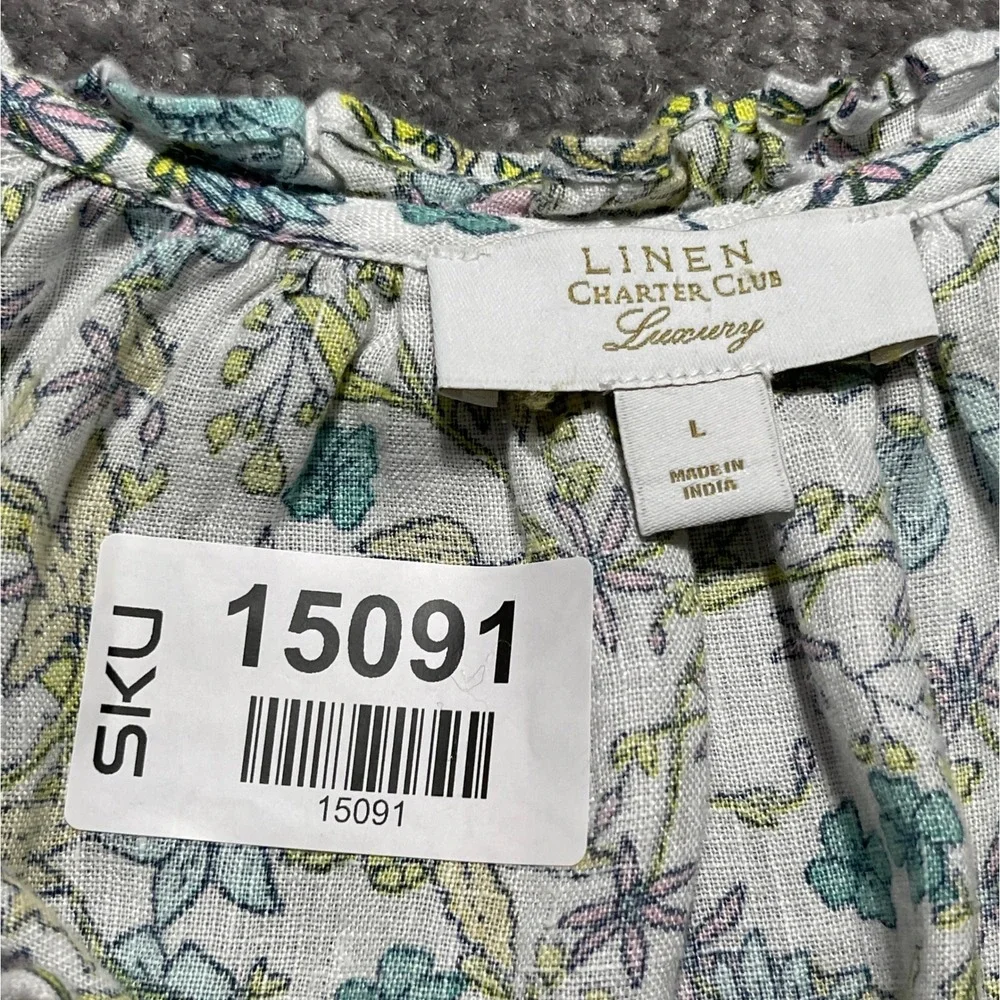 LINEN
CHARTER CLUB
Luxury
L
MADE IN
INDIA
SKU
15091
15091